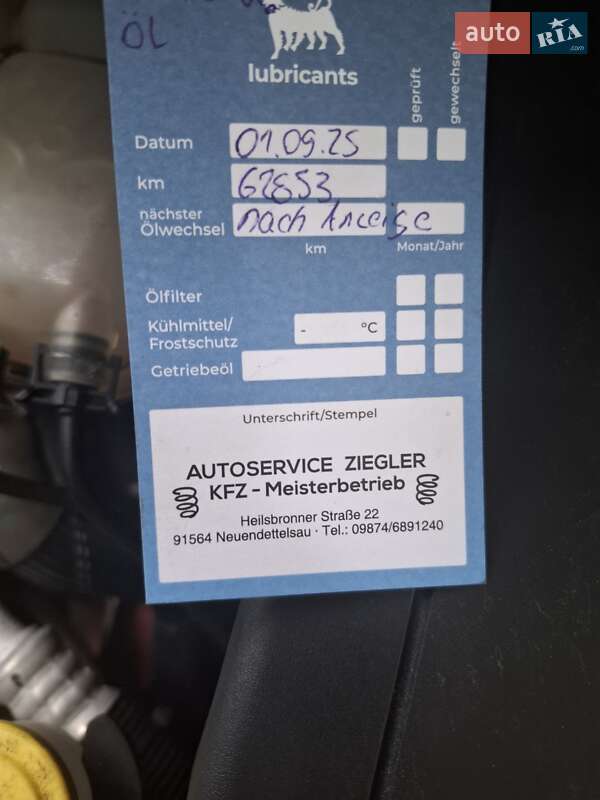 auto RIA.com
ÖL
lubricants
geprüft
gewechselt
Datum 01.09.25
km 62853
nächster
Ölwechsel nach Anzeige
km Monat/Jahr
Ölfilter
Kühlmittel/
Frostschutz - °C
Getriebeöl
Unterschrift/Stempel
AUTOSERVICE ZIEGLER
KFZ - Meisterbetrieb
Heilsbronner Straße 22
91564 Neuendettelsau · Tel.: 09874/6891240